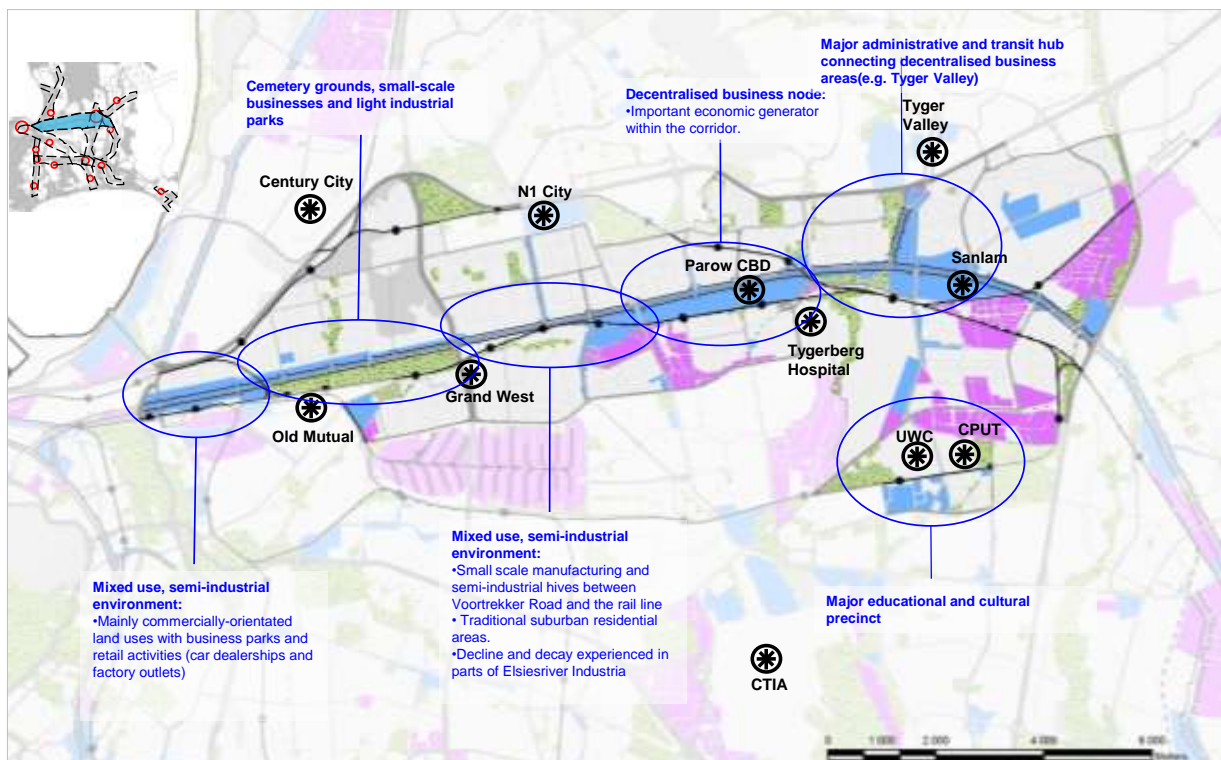 Major administrative and transit hub
connecting decentralised business
areas(e.g. Tyger Valley)
Cemetery grounds, small-scale
businesses and light industrial
parks
Decentralised business node:
•Important economic generator
within the corridor.
Tyger
Valley
Century City
N1 City
Parow CBD
Sanlam
Tygerberg
Hospital
Grand West
Old Mutual
UWC
CPUT
Mixed use, semi-industrial
environment:
•Mainly commercially-orientated
land uses with business parks and
retail activities (car dealerships and
factory outlets)
Mixed use, semi-industrial
environment:
•Small scale manufacturing and
semi-industrial hives between
Voortrekker Road and the rail line
• Traditional suburban residential
areas.
•Decline and decay experienced in
parts of Elsiesriver Industria
Major educational and cultural
precinct
CTIA
0 1 000 2 000 4 000 6 000
Meters